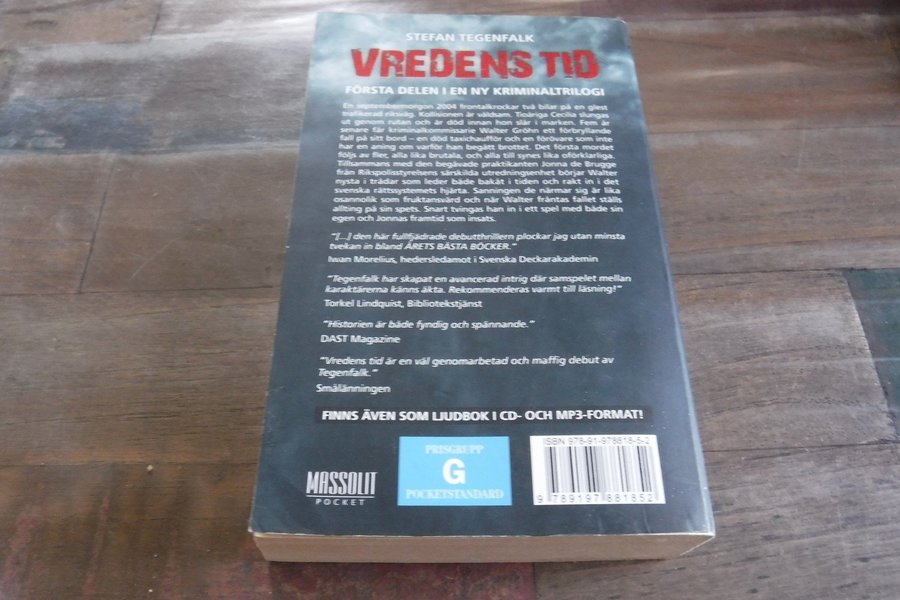 STEFAN TEGENFALK
VREDENS TID
FÖRSTA DELEN I EN NY KRIMINALTRILOGI
En septembermorgon 2004 frontalkrockar två bilar på en glest
trafikerad riksväg. Kollisionen är våldsam. Tioåriga Cecilia slungas
ut genom rutan och är död innan hon slår i marken. Fem år
senare får kriminalkommissarie Walter Gröhn ett förbryllande
fall på sitt bord – en död taxichaufför och en förövare som inte
har en aning om varför han begått brottet. Det första mordet
följs av fler, alla lika brutala, och alla till synes lika oförklarliga.
Tillsammans med den begåvade praktikanten Jonna de Brugge
från Rikspolisstyrelsens särskilda utredningsenhet börjar Walter
nysta i trådar som leder både bakåt i tiden och rakt in i det
svenska rättssystemets hjärta. Sanningen de närmar sig är lika
osannolik som fruktansvärd och när Walter fråntas fallet ställs
allting på sin spets. Snart tvingas han in i ett spel med både sin
egen och Jonnas framtid som insats.
"[...] den här fullfjädrade debutthrillern plockar jag utan minsta
tvekan in bland ÅRETS BÄSTA BÖCKER."
Iwan Morelius, hedersledamot i Svenska Deckarakademin
"Tegenfalk har skapat en avancerad intrig där samspelet mellan
karaktärerna känns äkta. Rekommenderas varmt till läsning!"
Torkel Lindquist, Bibliotekstjänst
"Historien är både fyndig och spännande."
DAST Magazine
"Vredens tid är en väl genomarbetad och maffig debut av
Tegenfalk."
Smålänningen
FINNS ÄVEN SOM LJUDBOK I CD- OCH MP3-FORMAT!
MASSOLIT
POCKET
PRISGRUPP
G
POCKETSTANDARD
ISBN 978-91-978818-5-2
9 789197 881852